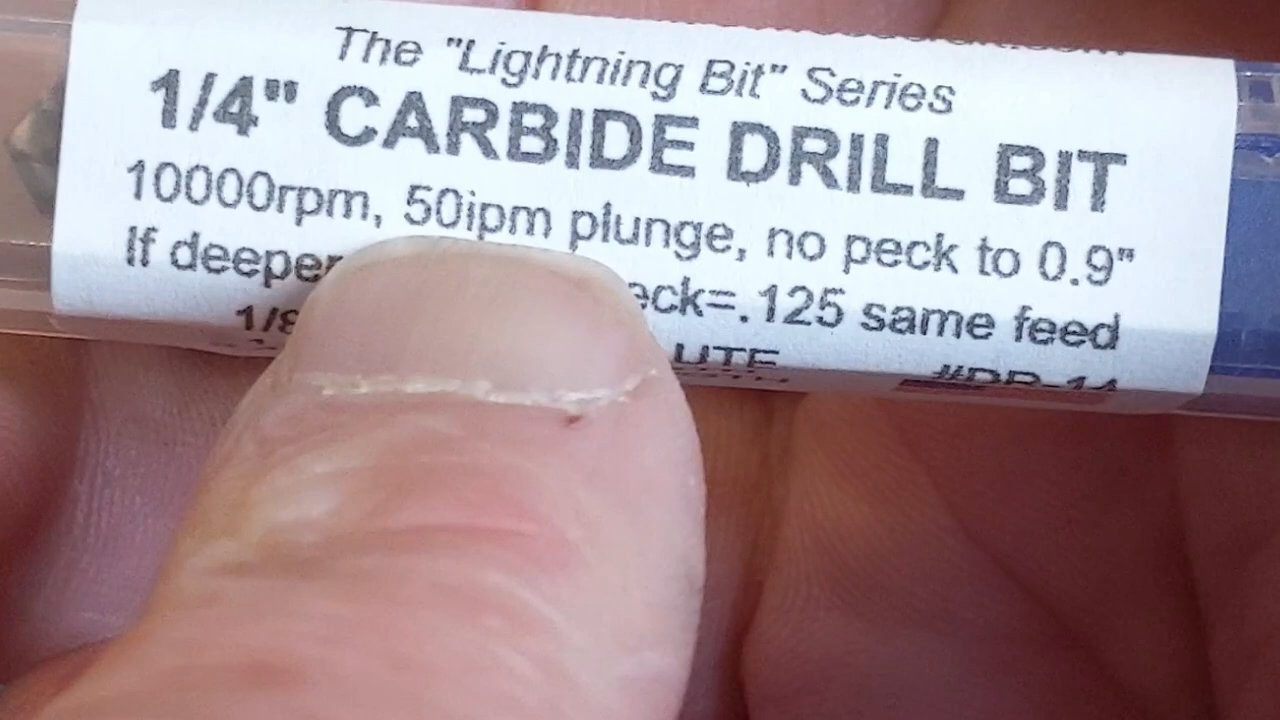 The "Lightning Bit" Series
1/4" CARBIDE DRILL BIT
10000rpm, 50ipm plunge, no peck to 0.9"
If deeper eck=.125 same feed